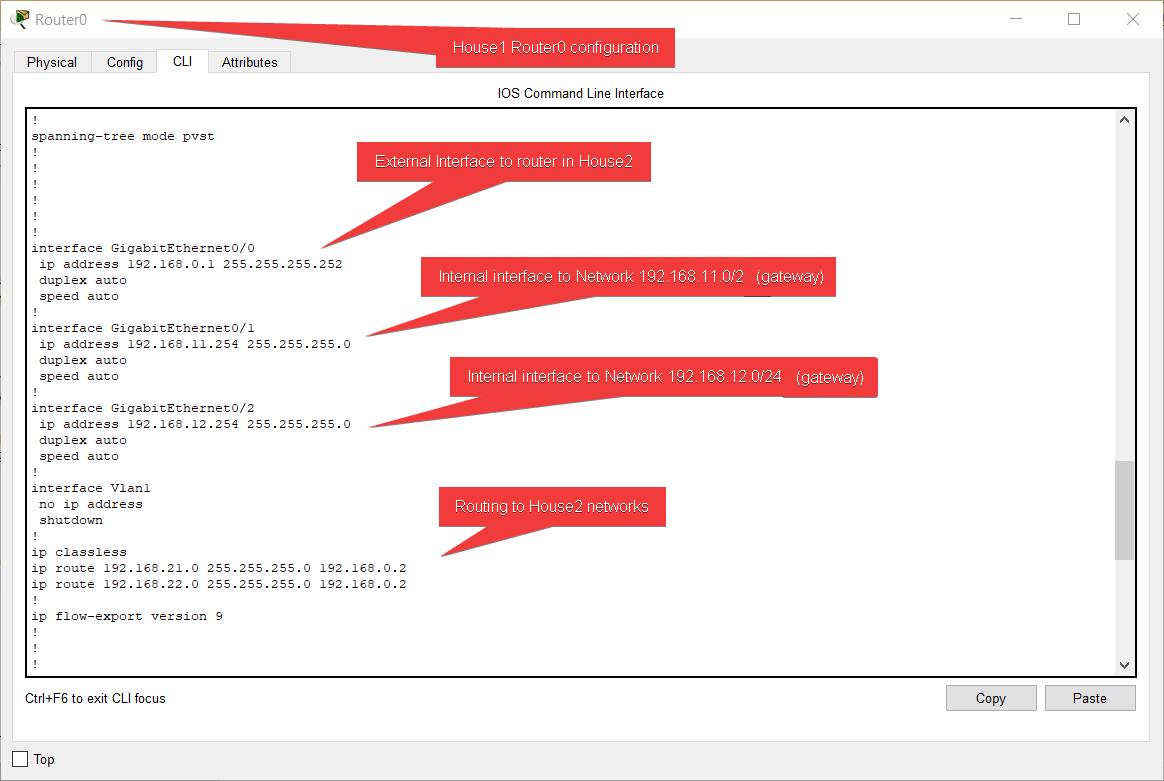 Router0
House1 Router0 configuration
Physical
Config
CLI
Attributes
IOS Command Line Interface
!
spanning-tree mode pvst
!
!
!
!
!
!
External Interface to router in House2
interface GigabitEthernet0/0
ip address 192.168.0.1 255.255.255.252
duplex auto
speed auto
!
Internal interface to Network 192.168.11.0/2 (gateway)
interface GigabitEthernet0/1
ip address 192.168.11.254 255.255.255.0
duplex auto
speed auto
!
Internal interface to Network 192.168.12.0/24 (gateway)
interface GigabitEthernet0/2
ip address 192.168.12.254 255.255.255.0
duplex auto
speed auto
!
interface Vlan1
no ip address
shutdown
!
Routing to House2 networks
ip classless
ip route 192.168.21.0 255.255.255.0 192.168.0.2
ip route 192.168.22.0 255.255.255.0 192.168.0.2
!
ip flow-export version 9
!
!
!
Ctrl+F6 to exit CLI focus
Copy
Paste
Top